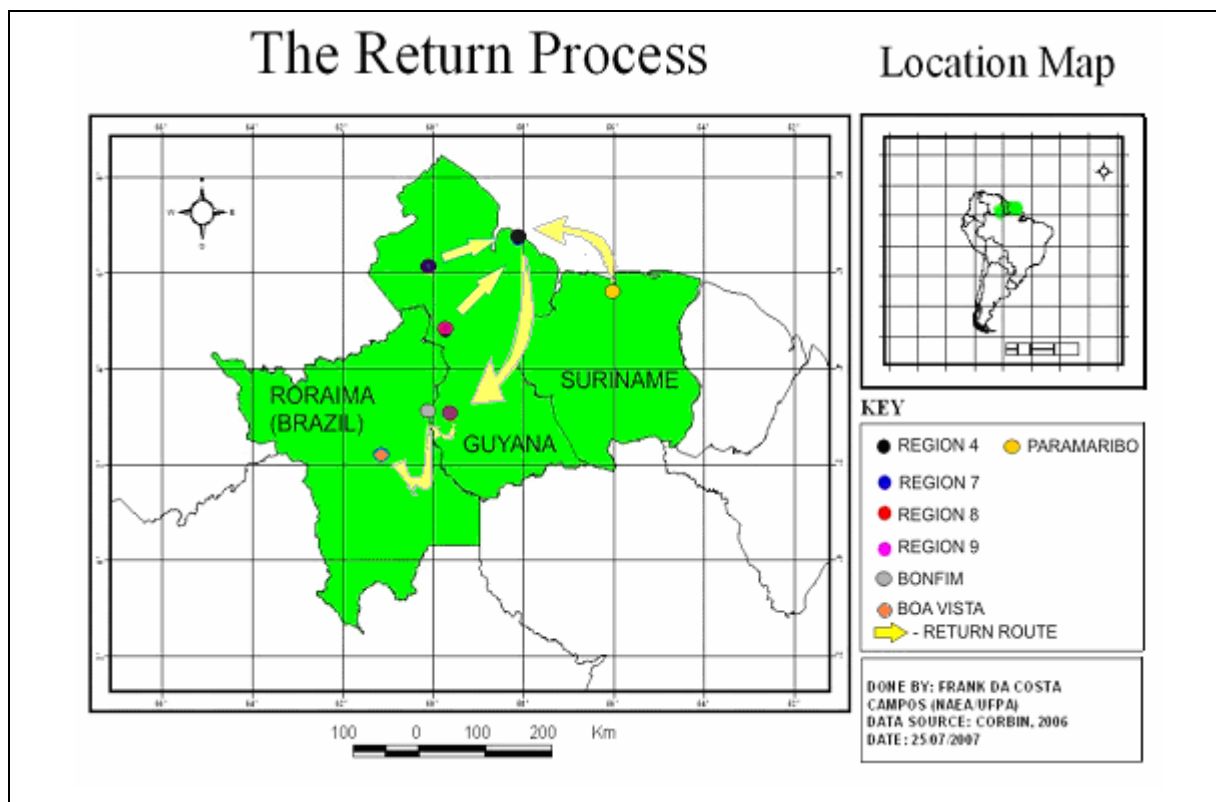 The Return Process
Location Map
RORAIMA
(BRAZIL)
GUYANA
SURINAME
100 0 100 200 Km
KEY
REGION 4
PARAMARIBO
REGION 7
REGION 8
REGION 9
BONFIM
BOA VISTA
- RETURN ROUTE
DONE BY: FRANK DA COSTA
CAMPOS (NAEA/UFPA)
DATA SOURCE: CORBIN, 2006
DATE: 25/07/2007